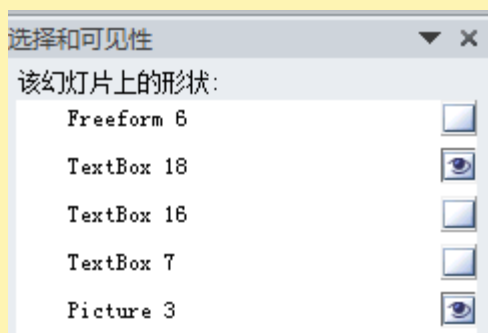 选择和可见性
该幻灯片上的形状:
Freeform 6
TextBox 18
TextBox 16
TextBox 7
Picture 3